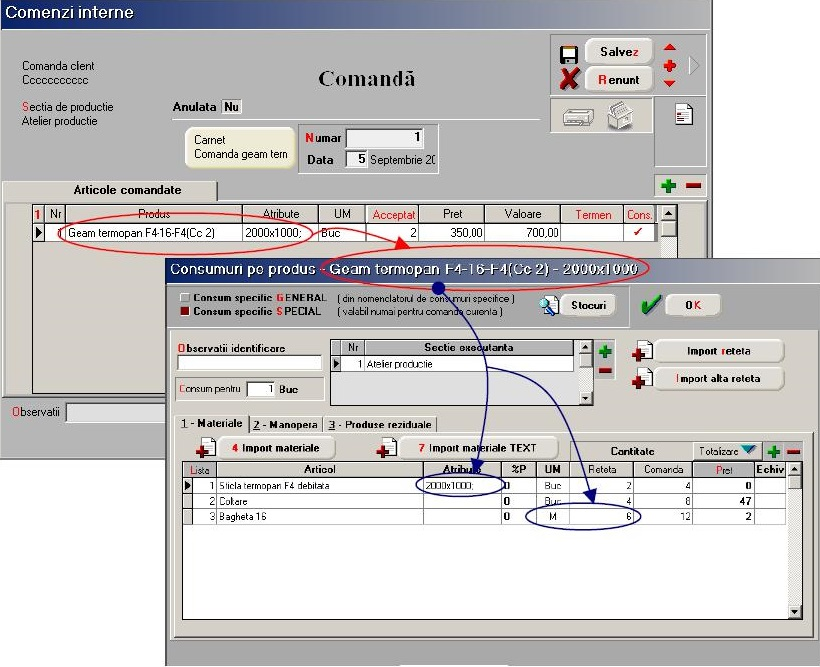 Comenzi interne
Comanda client
Cccccccccc
Comandă
Salvez
Renunt
Sectia de productie
Atelier productie
Anulata Nu
Carnet
Comanda geam tern
Numar 1
Data 5 Septembrie 20
Articole comandate
1 Nr Produs Atribute UM Acceptat Pret Valoare Termen Cons.
1 Geam termopan F4-16-F4(Cc 2) 2000x1000; Buc 2 350,00 700,00
Observatii
Consumuri pe produs - Geam termopan F4-16-F4(Cc 2) - 2000x1000
Consum specific GENERAL ( din nomenclatorul de consumuri specifice )
Consum specific SPECIAL ( valabil numai pentru comanda curenta )
Stocuri
OK
Observatii identificare
Nr Sectie executanta
1 Atelier productie
Import reteta
Import alta reteta
Consum pentru 1 Buc
1 - Materiale
2 - Manopera
3 - Produse reziduale
4 Import materiale
7 Import materiale TEXT
Cantitate
Totalizare
Lista Articol Atribute %P UM Reteta Comanda Pret Echiv
1 Sticla termopan F4 debitata 2000x1000; 0 Buc 2 4 0
2 Coltare 0 Buc 4 8 47
3 Bagheta 16 0 M 6 12 2